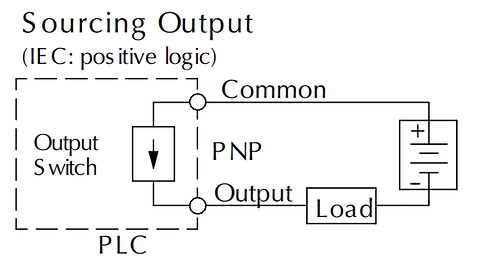 Sourcing Output
(IEC: positive logic)
Common
Output
Switch
PNP
Output
Load
PLC
+
-